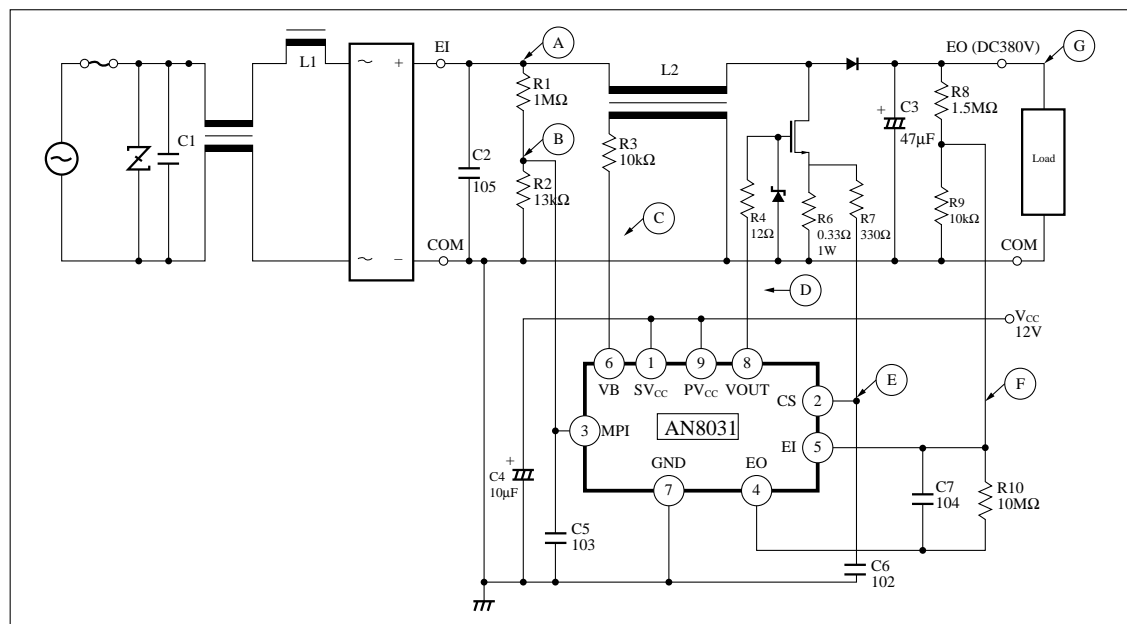 A
EI
EO (DC380V)
G
L1
L2
~
+
R1
1MΩ
R8
1.5MΩ
C3
+
47μF
C1
B
R3
10kΩ
C2
105
R2
13kΩ
Load
C
R4
12Ω
R6
0.33Ω
1W
R7
330Ω
R9
10kΩ
COM
COM
~
−
D
VCC
12V
6
1
9
8
VB
SVCC
PVCC
VOUT
E
F
CS
2
3
MPI
AN8031
EI
5
GND
EO
7
4
+
C4
10μF
C7
104
R10
10MΩ
C5
103
C6
102